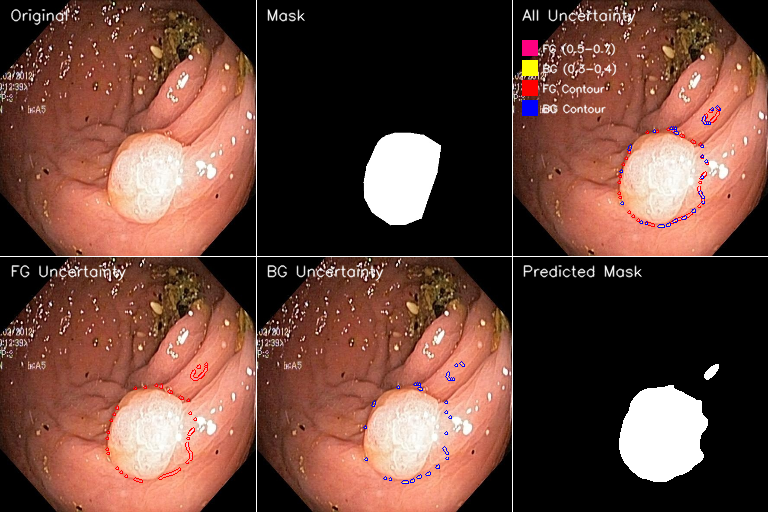 Original
Mask
All Uncertainty
FG (0.5-0.7)
BG (0.3-0.4)
FG Contour
BG Contour
FG Uncertainty
BG Uncertainty
Predicted Mask